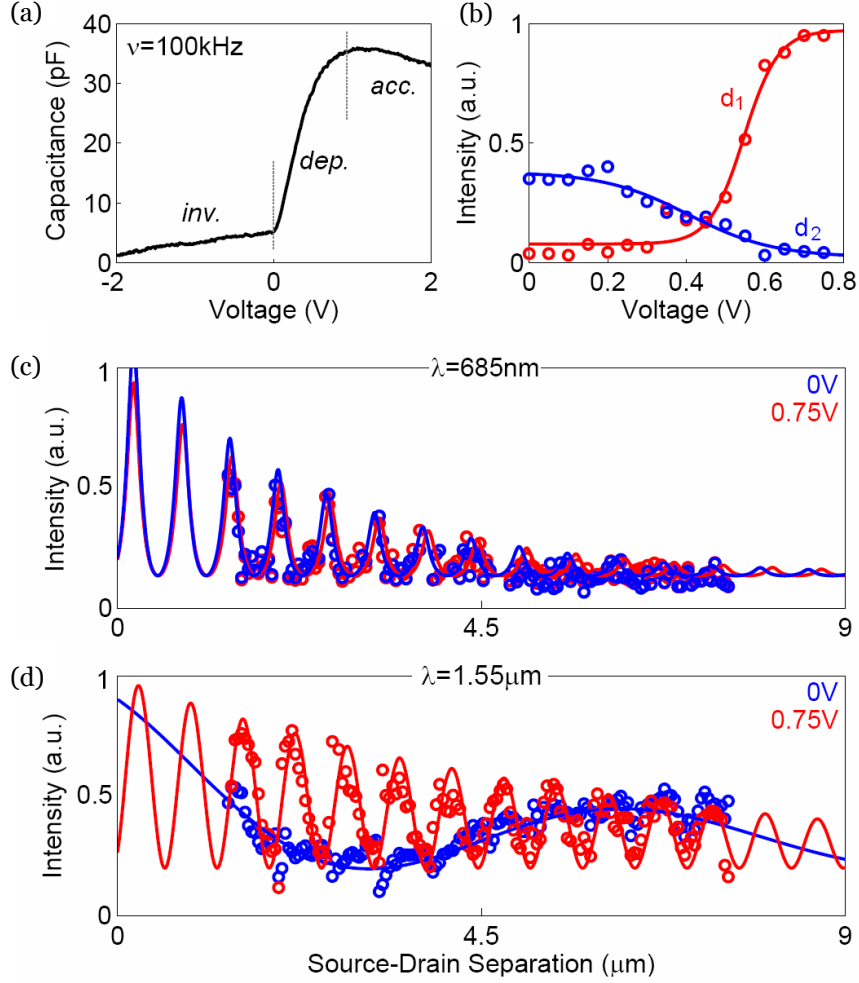 (a)
ν=100kHz
inv.
dep.
acc.
Capacitance (pF)
40
30
20
10
0
-2
0
2
Voltage (V)
(b)
d1
d2
Intensity (a.u.)
1
0.5
0
0
0.2
0.4
0.6
0.8
Voltage (V)
(c)
λ=685nm
0V
0.75V
Intensity (a.u.)
1
0.5
0
0
4.5
9
(d)
λ=1.55μm
0V
0.75V
Intensity (a.u.)
1
0.5
0
0
4.5
9
Source-Drain Separation (μm)